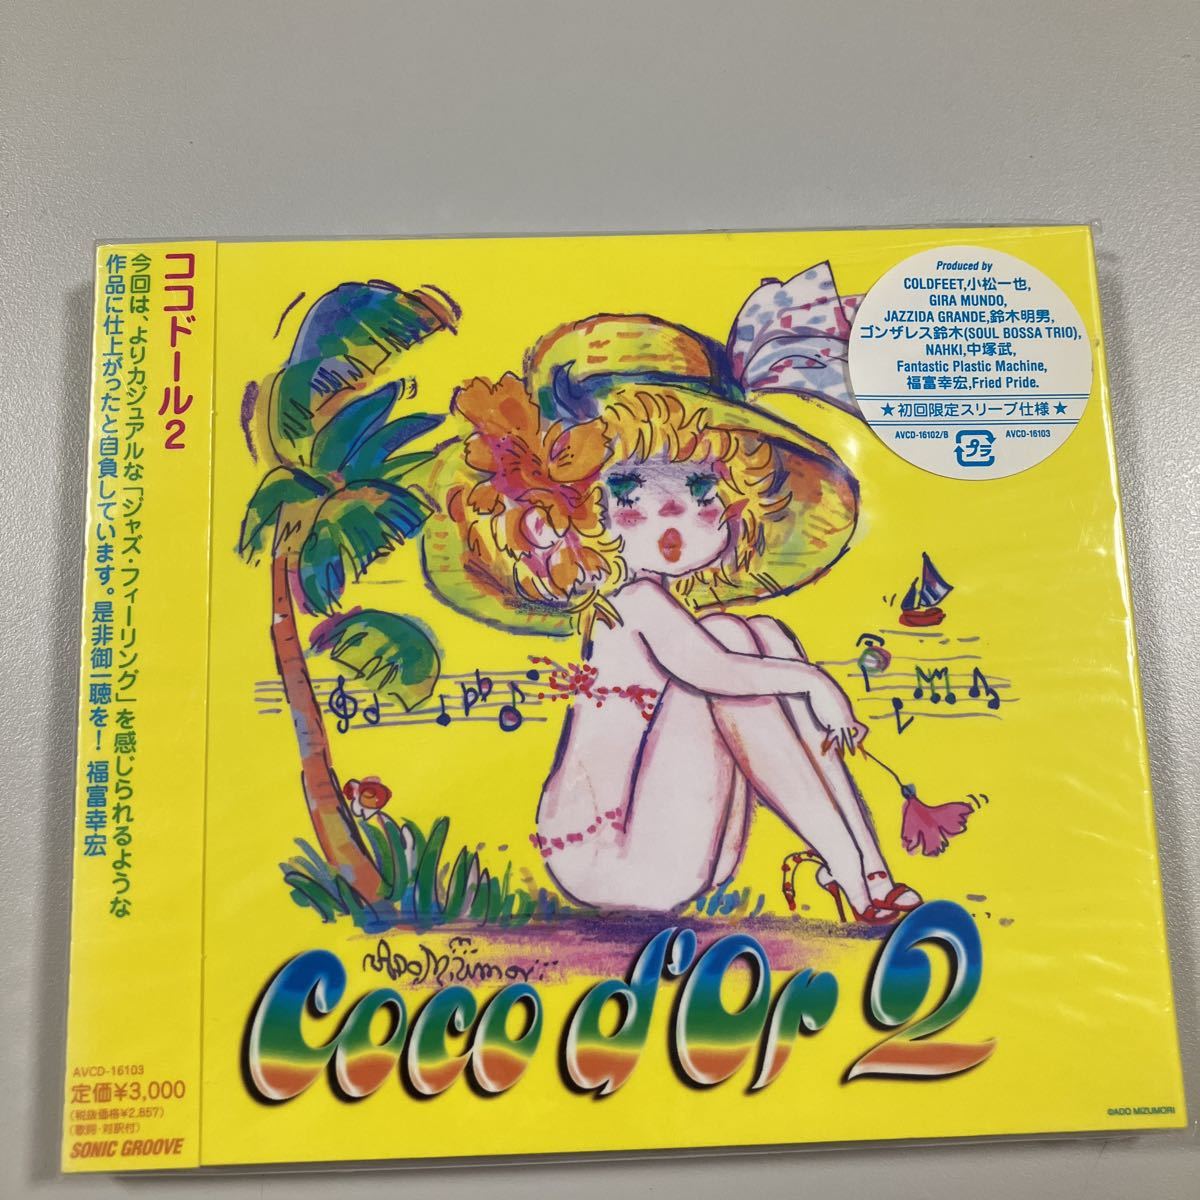 ココドール2
今回は、よりカジュアルな「ジャズ・フィーリング」を感じられるような
作品に仕上がったと自負しています。是非御一聴を! 福富幸宏
AVCD-16103
定価¥3,000
(税抜価格¥2,857)
(歌詞・対訳付)
SONIC GROOVE
Produced by
COLDFEET,小松一也,
GIRA MUNDO,
JAZZIDA GRANDE,鈴木明男,
ゴンザレス鈴木(SOUL BOSSA TRIO),
NAHKI,中塚武,
Fantastic Plastic Machine,
福富幸宏,Fried Pride.
★初回限定スリーブ仕様★
AVCD-16102/B
AVCD-16103
プラ
ADO Mizumori
Coco d'Or 2
©ADO MIZUMORI